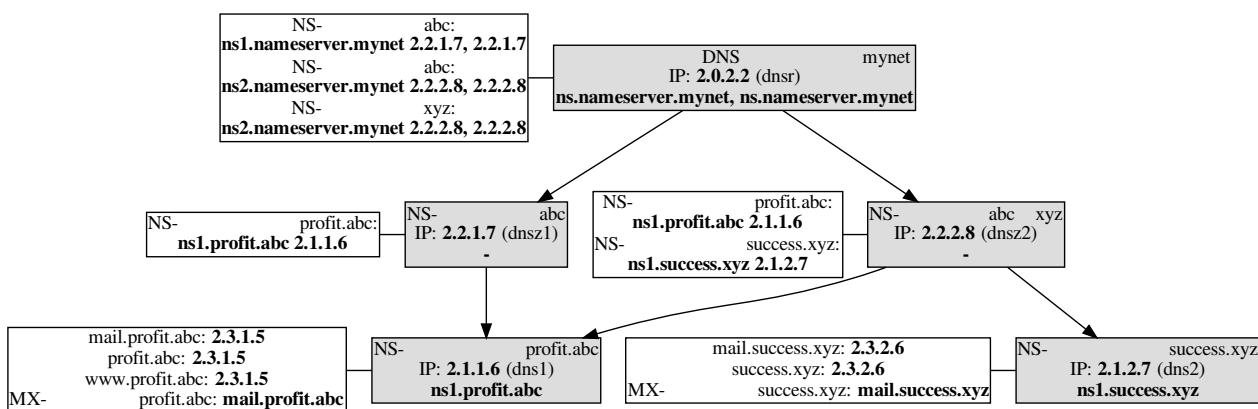 NS- abc:
ns1.nameserver.mynet 2.2.1.7, 2.2.1.7
NS- abc:
ns2.nameserver.mynet 2.2.2.8, 2.2.2.8
NS- xyz:
ns2.nameserver.mynet 2.2.2.8, 2.2.2.8
DNS mynet
IP: 2.0.2.2 (dnsr)
ns.nameserver.mynet, ns.nameserver.mynet
NS- profit.abc:
ns1.profit.abc 2.1.1.6
NS- abc
IP: 2.2.1.7 (dnsz1)
-
NS- profit.abc:
ns1.profit.abc 2.1.1.6
NS- success.xyz:
ns1.success.xyz 2.1.2.7
NS- abc xyz
IP: 2.2.2.8 (dnsz2)
-
mail.profit.abc: 2.3.1.5
profit.abc: 2.3.1.5
www.profit.abc: 2.3.1.5
MX- profit.abc: mail.profit.abc
NS- profit.abc
IP: 2.1.1.6 (dns1)
ns1.profit.abc
mail.success.xyz: 2.3.2.6
success.xyz: 2.3.2.6
MX- success.xyz: mail.success.xyz
NS- success.xyz
IP: 2.1.2.7 (dns2)
ns1.success.xyz